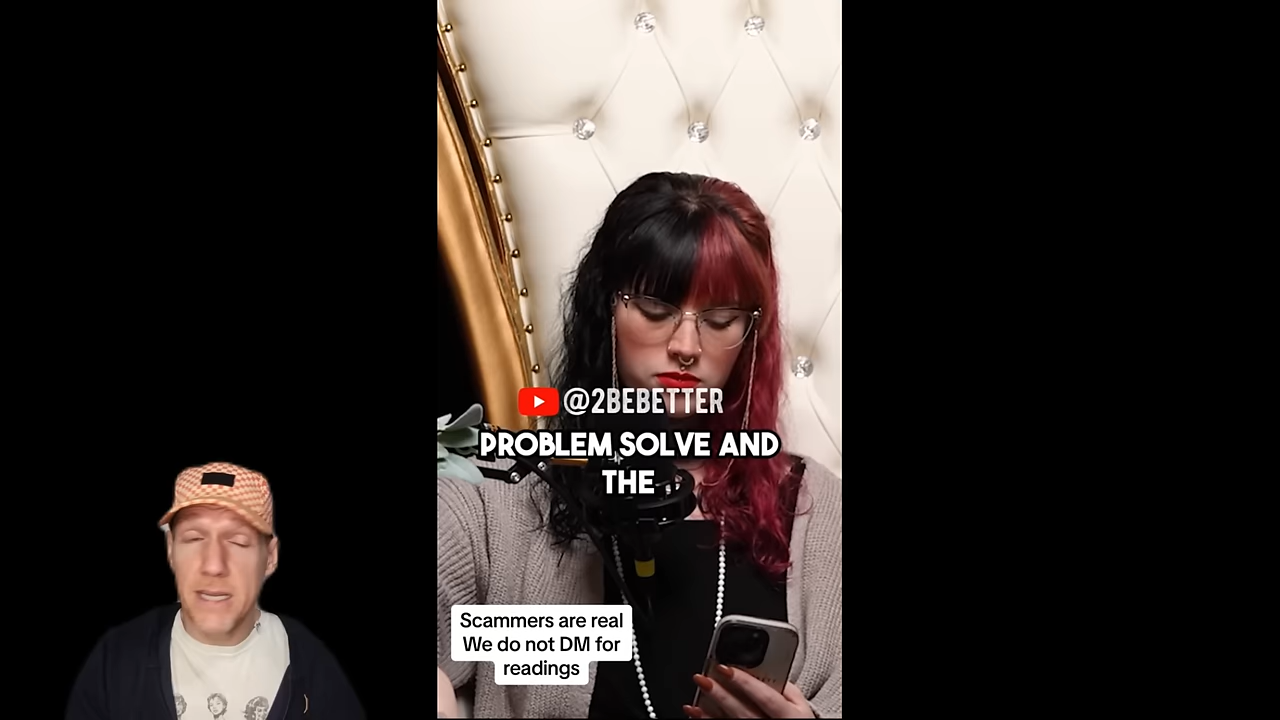 @2BEBETTER
PROBLEM SOLVE AND
THE
Scammers are real
We do not DM for
readings